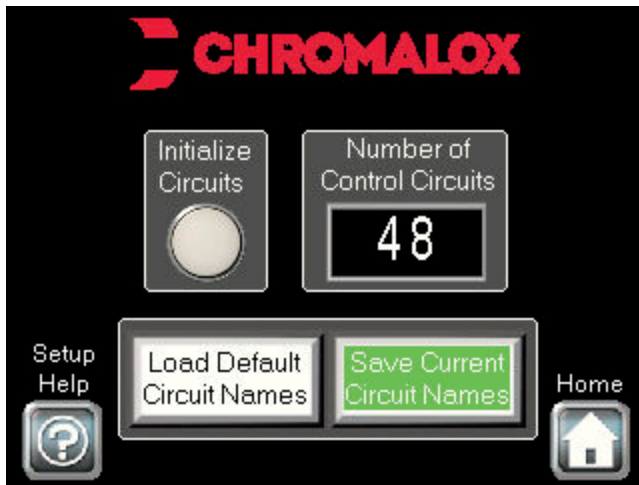 CHROMALOX
Initialize
Circuits
Number of
Control Circuits
48
Setup
Help
?
Load Default
Circuit Names
Save Current
Circuit Names
Home